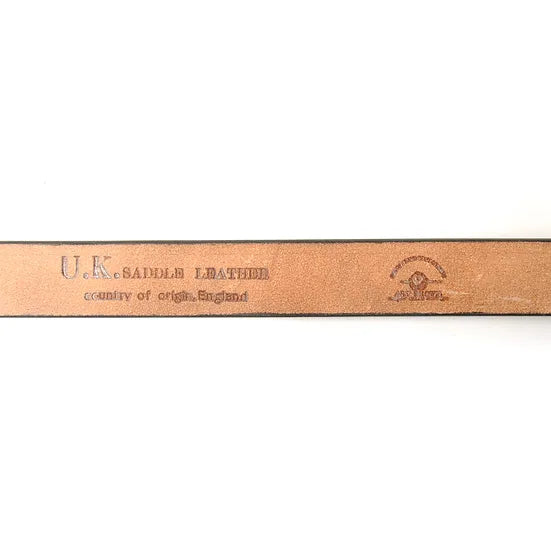 U.K. SADDLE LEATHER
country of origin, England